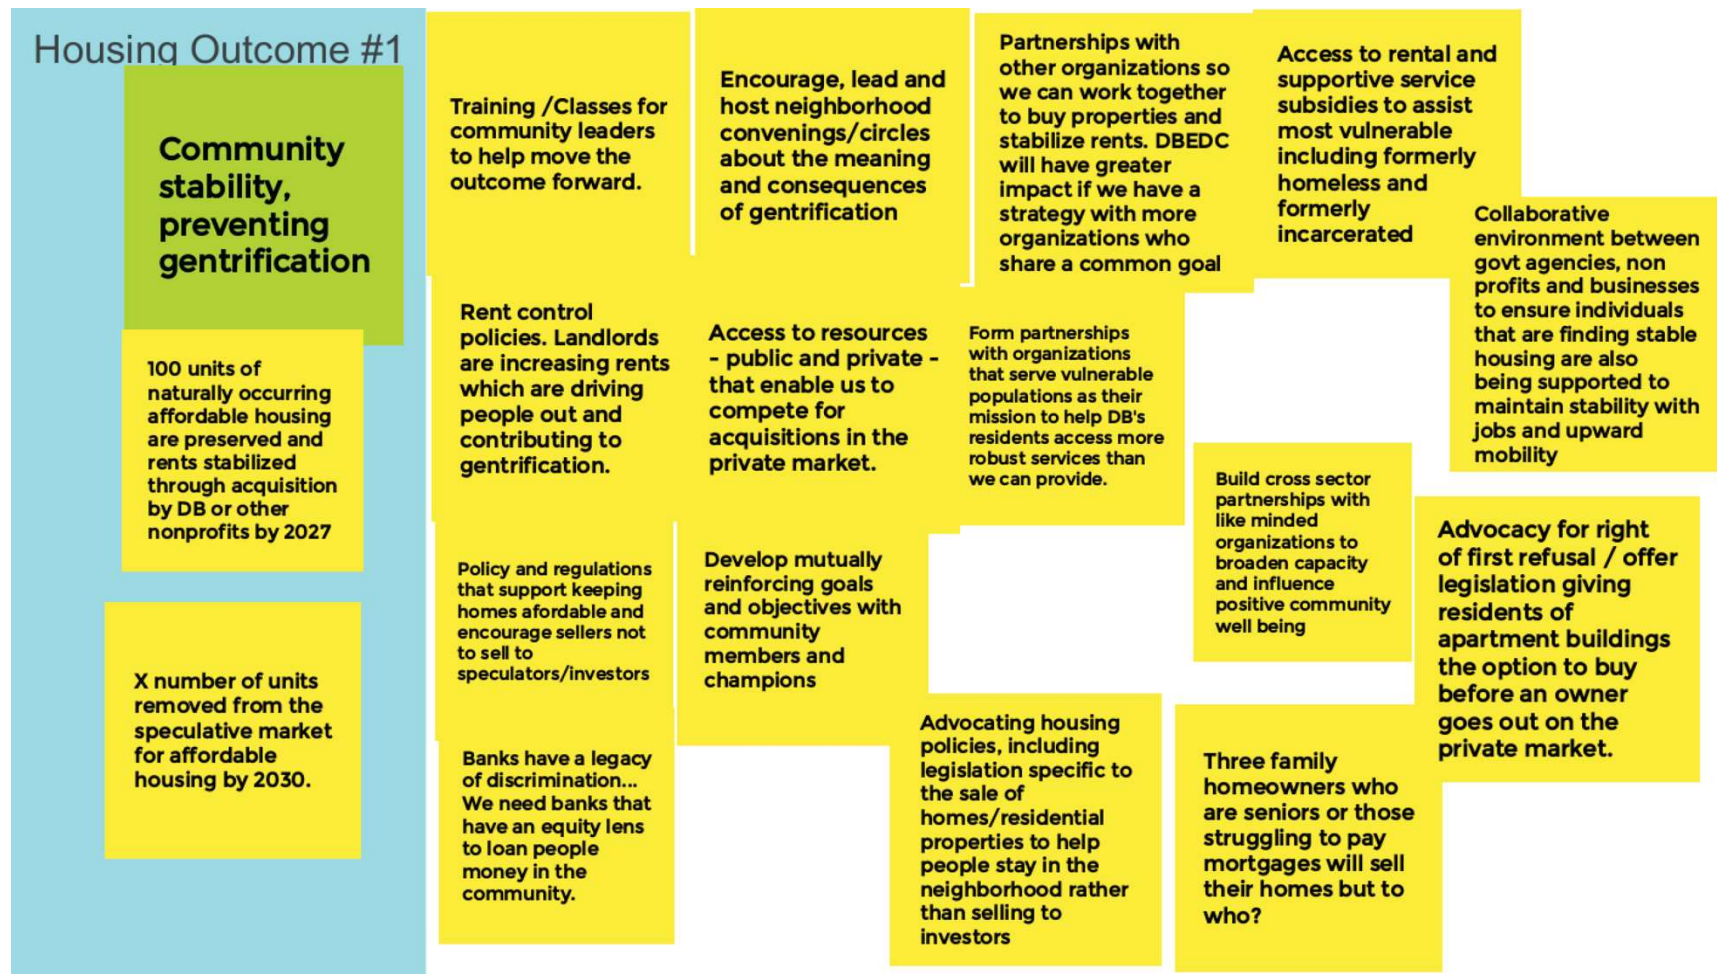 Housing Outcome #1
Community
stability,
preventing
gentrification
100 units of
naturally occurring
affordable housing
are preserved and
rents stabilized
through acquisition
by DB or other
nonprofits by 2027
X number of units
removed from the
speculative market
for affordable
housing by 2030.
Training /Classes for
community leaders
to help move the
outcome forward.
Encourage, lead and
host neighborhood
convenings/circles
about the meaning
and consequences
of gentrification
Partnerships with
other organizations so
we can work together
to buy properties and
stabilize rents. DBEDC
will have greater
impact if we have a
strategy with more
organizations who
share a common goal
Access to rental and
supportive service
subsidies to assist
most vulnerable
including formerly
homeless and
formerly
incarcerated
Collaborative
environment between
govt agencies, non
profits and businesses
to ensure individuals
that are finding stable
housing are also
being supported to
maintain stability with
jobs and upward
mobility
Rent control
policies. Landlords
are increasing rents
which are driving
people out and
contributing to
gentrification.
Access to resources
- public and private -
that enable us to
compete for
acquisitions in the
private market.
Form partnerships
with organizations
that serve vulnerable
populations as their
mission to help DB's
residents access more
robust services than
we can provide.
Build cross sector
partnerships with
like minded
organizations to
broaden capacity
and influence
positive community
well being
Advocacy for right
of first refusal / offer
legislation giving
residents of
apartment buildings
the option to buy
before an owner
goes out on the
private market.
Policy and regulations
that support keeping
homes afordable and
encourage sellers not
to sell to
speculators/investors
Develop mutually
reinforcing goals
and objectives with
community
members and
champions
Banks have a legacy
of discrimination...
We need banks that
have an equity lens
to loan people
money in the
community.
Advocating housing
policies, including
legislation specific to
the sale of
homes/residential
properties to help
people stay in the
neighborhood rather
than selling to
investors
Three family
homeowners who
are seniors or those
struggling to pay
mortgages will sell
their homes but to
who?